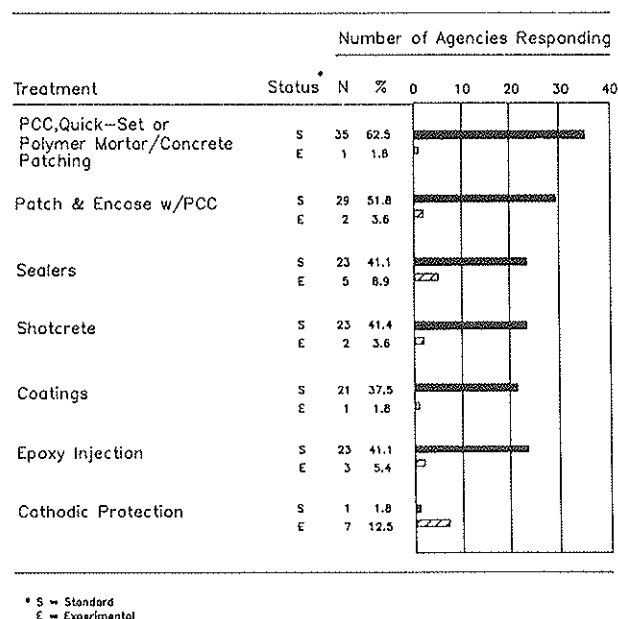 Number of Agencies Responding
Treatment Status* N % 0 10 20 30 40
PCC,Quick-Set or
Polymer Mortar/Concrete
Patching
S 35 62.5
E 1 1.8
Patch & Encase w/PCC S 29 51.8
E 2 3.6
Sealers S 23 41.1
E 5 8.9
Shotcrete S 23 41.4
E 2 3.6
Coatings S 21 37.5
E 1 1.8
Epoxy Injection S 23 41.1
E 3 5.4
Cathodic Protection S 1 1.8
E 7 12.5
* S = Standard
E = Experimental